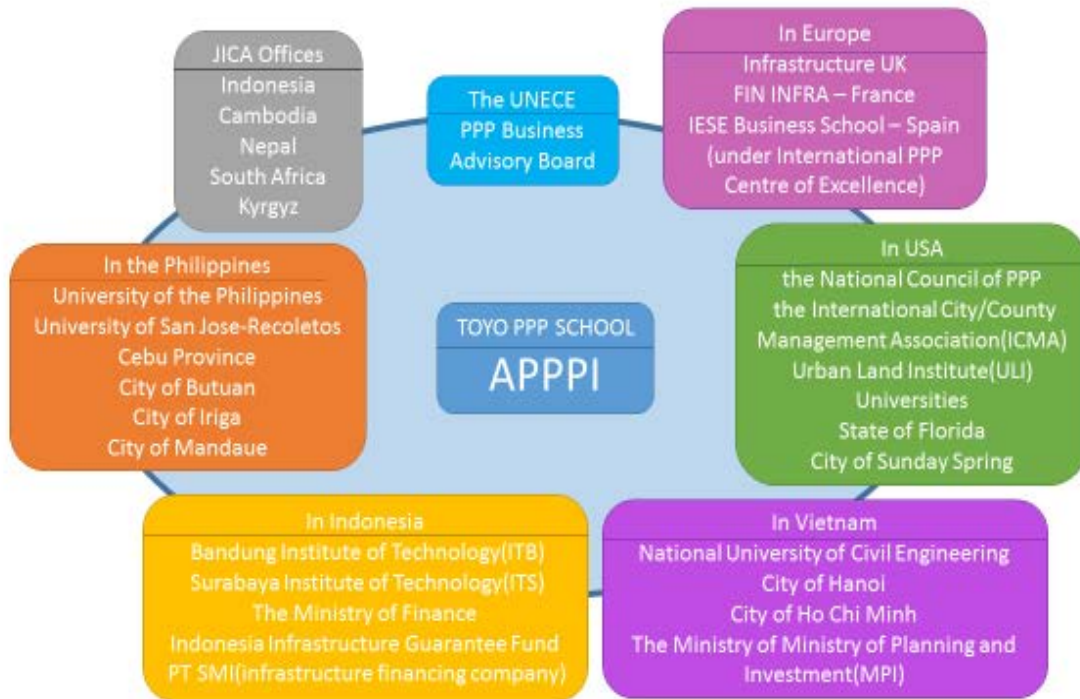 JICA Offices
Indonesia
Cambodia
Nepal
South Africa
Kyrgyz
The UNECE
PPP Business
Advisory Board
In Europe
Infrastructure UK
FIN INFRA – France
IESE Business School – Spain
(under International PPP
Centre of Excellence)
In the Philippines
University of the Philippines
University of San Jose-Recoletos
Cebu Province
City of Butuan
City of Iriga
City of Mandaue
TOYO PPP SCHOOL
APPPI
In USA
the National Council of PPP
the International City/County
Management Association(ICMA)
Urban Land Institute(ULI)
Universities
State of Florida
City of Sunday Spring
In Indonesia
Bandung Institute of Technology(ITB)
Surabaya Institute of Technology(ITS)
The Ministry of Finance
Indonesia Infrastructure Guarantee Fund
PT SMI(infrastructure financing company)
In Vietnam
National University of Civil Engineering
City of Hanoi
City of Ho Chi Minh
The Ministry of Ministry of Planning and
Investment(MPI)